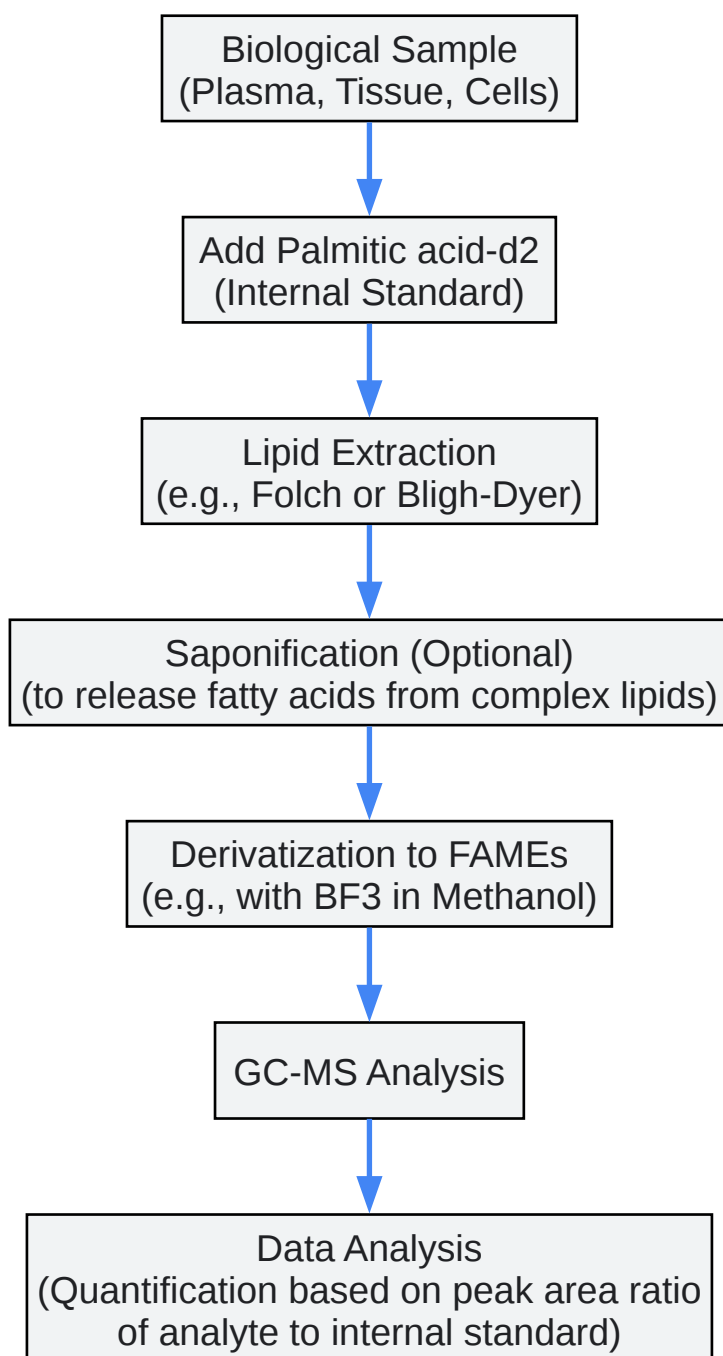 Biological Sample
(Plasma, Tissue, Cells)
Add Palmitic acid-d2
(Internal Standard)
Lipid Extraction
(e.g., Folch or Bligh-Dyer)
Saponification (Optional)
(to release fatty acids from complex lipids)
Derivatization to FAMEs
(e.g., with BF3 in Methanol)
GC-MS Analysis
Data Analysis
(Quantification based on peak area ratio
of analyte to internal standard)